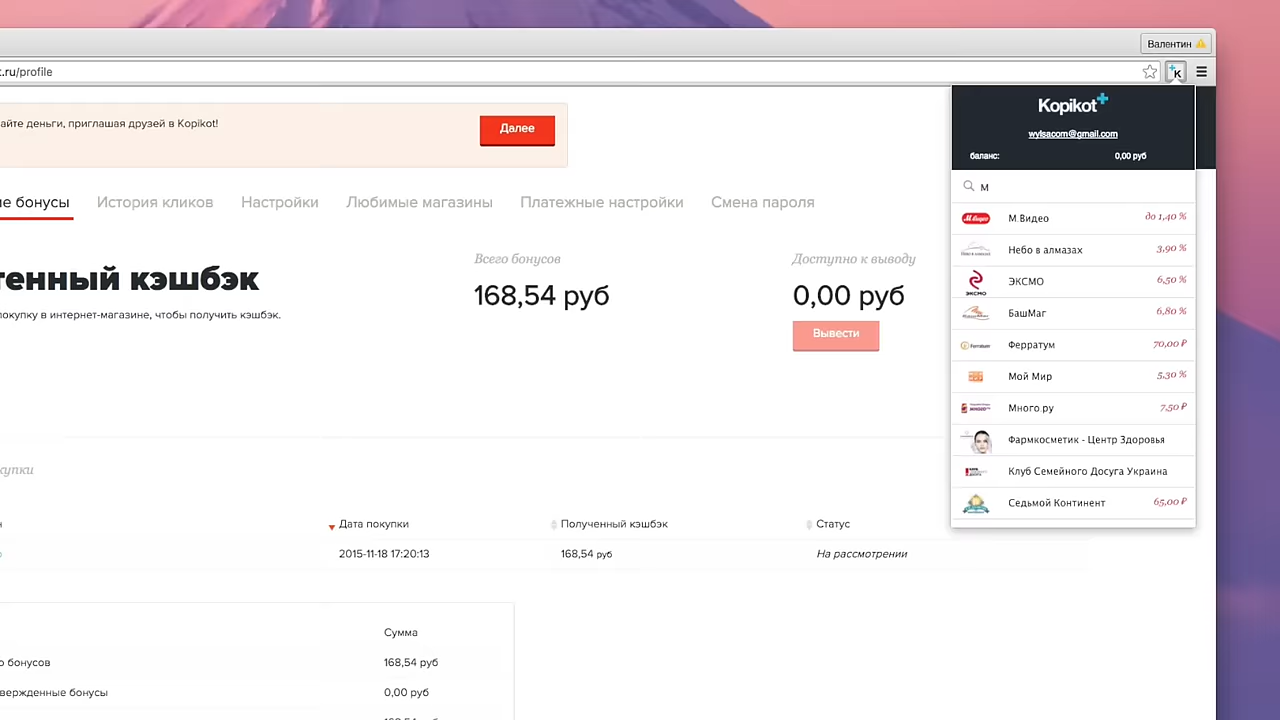 Валентин
t.ru/profile
айте деньги, приглашая друзей в Kopikot!
Далее
Kopikot+
wylsacom@gmail.com
баланс: 0,00 руб
м
ые бонусы История кликов Настройки Любимые магазины Платежные настройки Смена пароля
тенный кэшбэк
покупку в интернет-магазине, чтобы получить кэшбэк.
Всего бонусов
168,54 руб
Доступно к выводу
0,00 руб
Вывести
М.Видео до 1,40 %
Небо в алмазах 3,90 %
ЭКСМО 6,50 %
ЭКСМО
БашМаг 6,80 %
Ферратум 70,00 ₽
Мой Мир 5,30 %
Много.ру 7,50 ₽
Фармкосметик - Центр Здоровья
Клуб Семейного Досуга Украина
Седьмой Континент 65,00 ₽
купки
Дата покупки Полученный кэшбэк Статус
2015-11-18 17:20:13 168,54 руб На рассмотрении
Сумма
о бонусов 168,54 руб
вержденные бонусы 0,00 руб